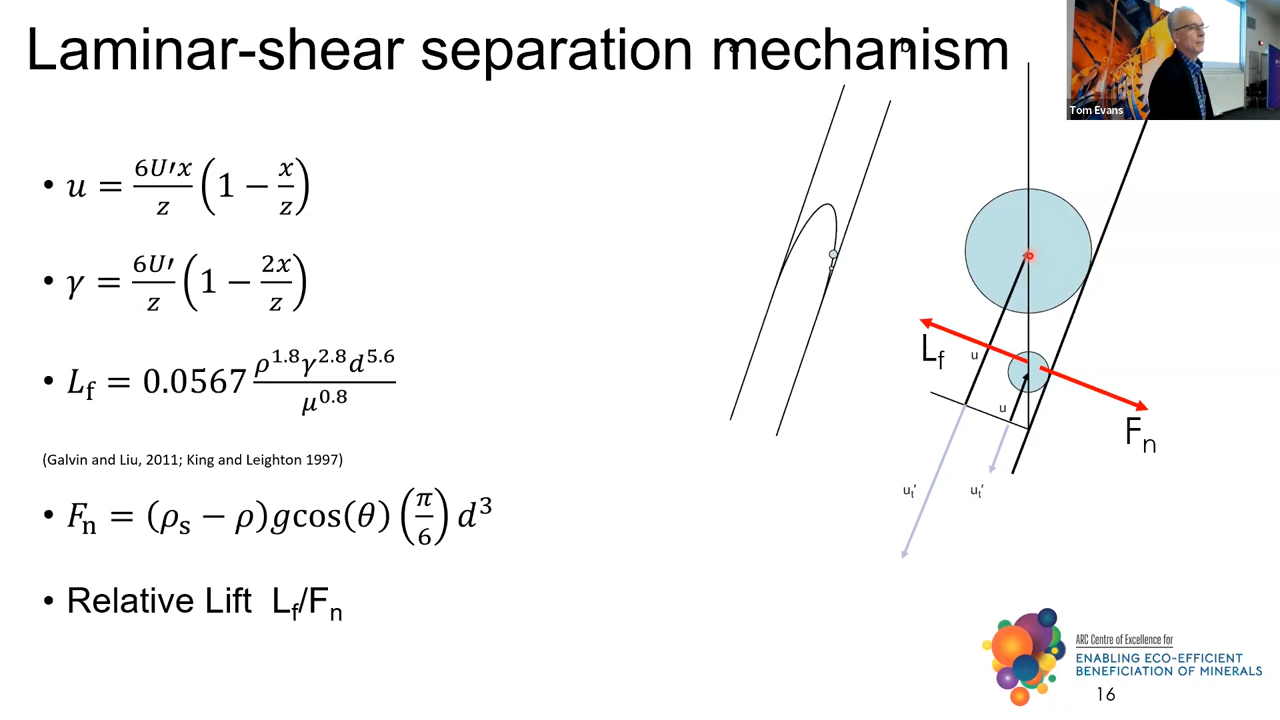 Laminar-shear separation mechanism
a
b
Tom Evans
• u = 6U′x/z (1 − x/z)
• γ = 6U′/z (1 − 2x/z)
• L_f = 0.0567 ρ^1.8 γ^2.8 d^5.6 / μ^0.8
(Galvin and Liu, 2011; King and Leighton 1997)
• F_n = (ρ_s − ρ)gcos(θ) (π/6) d^3
• Relative Lift L_f/F_n
L_f
u
u
F_n
u_t'
u_t'
ARC Centre of Excellence for
ENABLING ECO-EFFICIENT
BENEFICIATION OF MINERALS
16